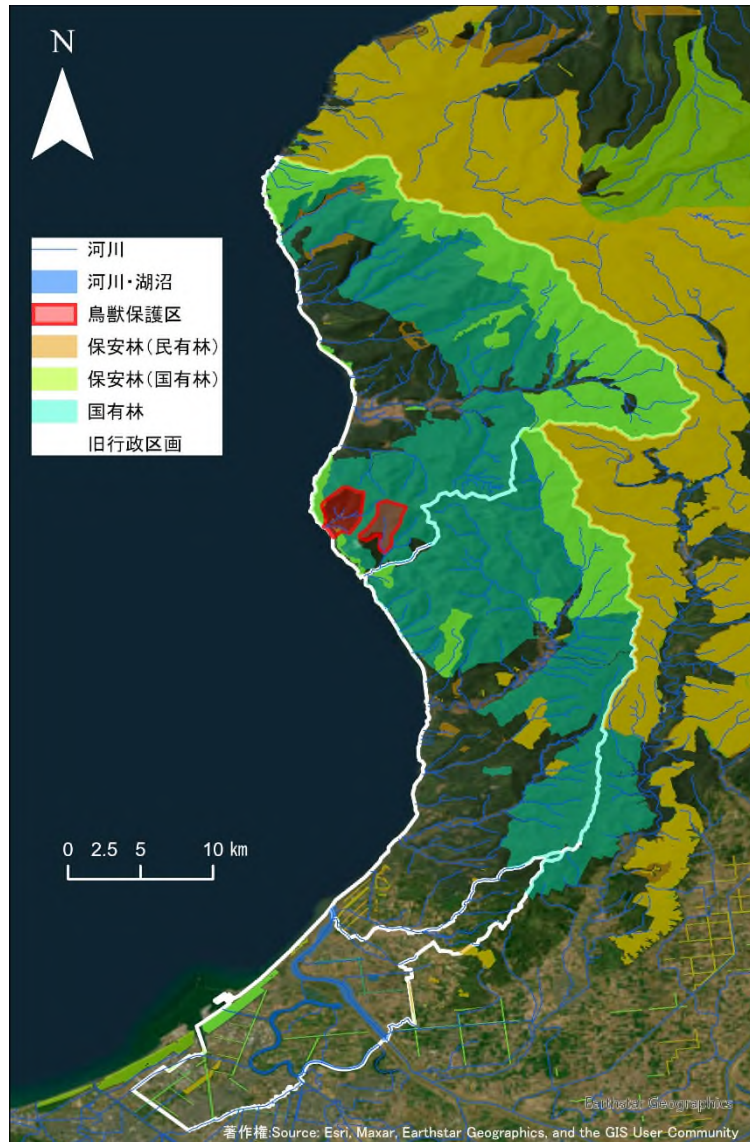 N
河川
河川・湖沼
鳥獣保護区
保安林(民有林)
保安林(国有林)
国有林
旧行政区画
0 2.5 5 10 km
Earthstar Geographics
著作権:Source: Esri, Maxar, Earthstar Geographics, and the GIS User Community